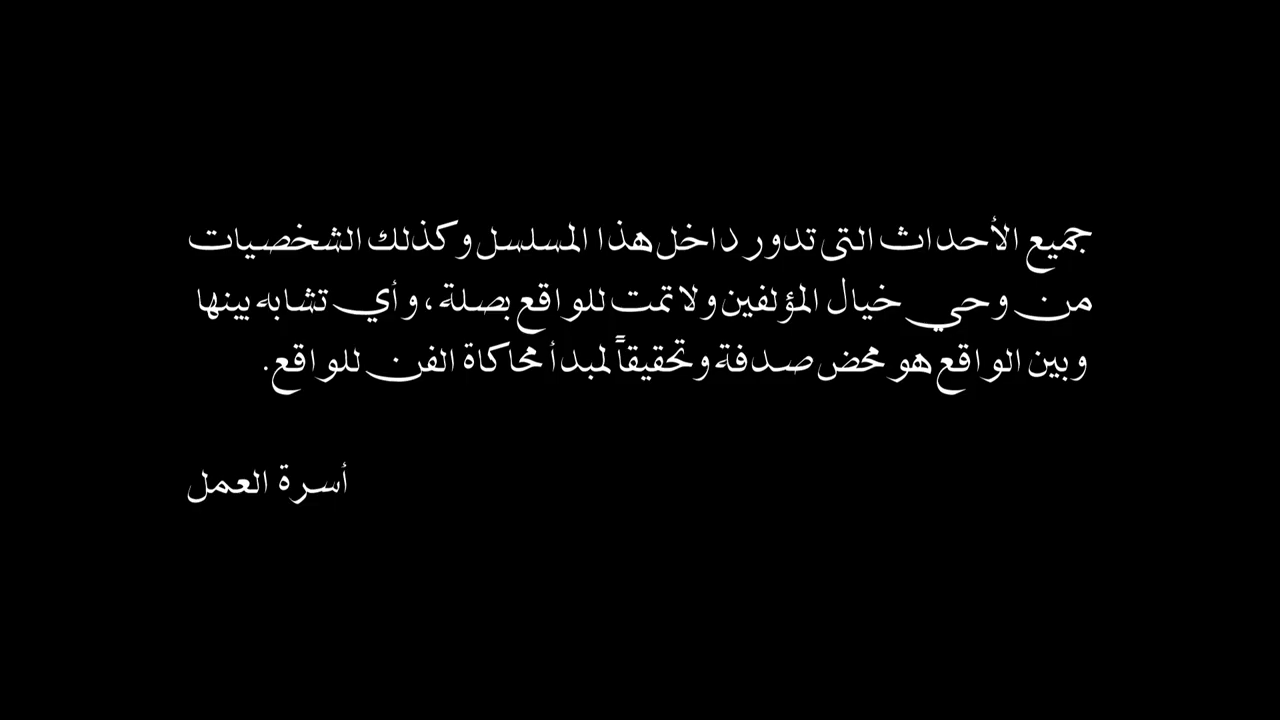 جميع الأحداث التى تدور داخل هذا المسلسل وكذلك الشخصيات
من وحي خيال المؤلفين ولا تمت للواقع بصلة، وأي تشابه بينها
وبين الواقع هو محض صدفة وتحقيقاً لمبدأ محاكاة الفن للواقع.
أسرة العمل